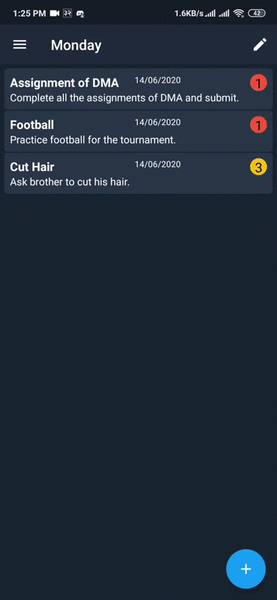 1:25 PM 1.6KB/s 42
Monday
Assignment of DMA 14/06/2020 1
Complete all the assignments of DMA and submit.
Football 14/06/2020 1
Practice football for the tournament.
Cut Hair 14/06/2020 3
Ask brother to cut his hair.
+